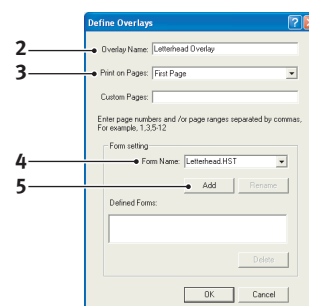 Define Overlays
2 Overlay Name: Letterhead Overlay
3 Print on Pages: First Page
Custom Pages:
Enter page numbers and /or page ranges separated by commas,
For example, 1,3,5-12
Form setting
4 Form Name: Letterhead.HST
5 Add Rename
Defined Forms:
Delete
OK Cancel